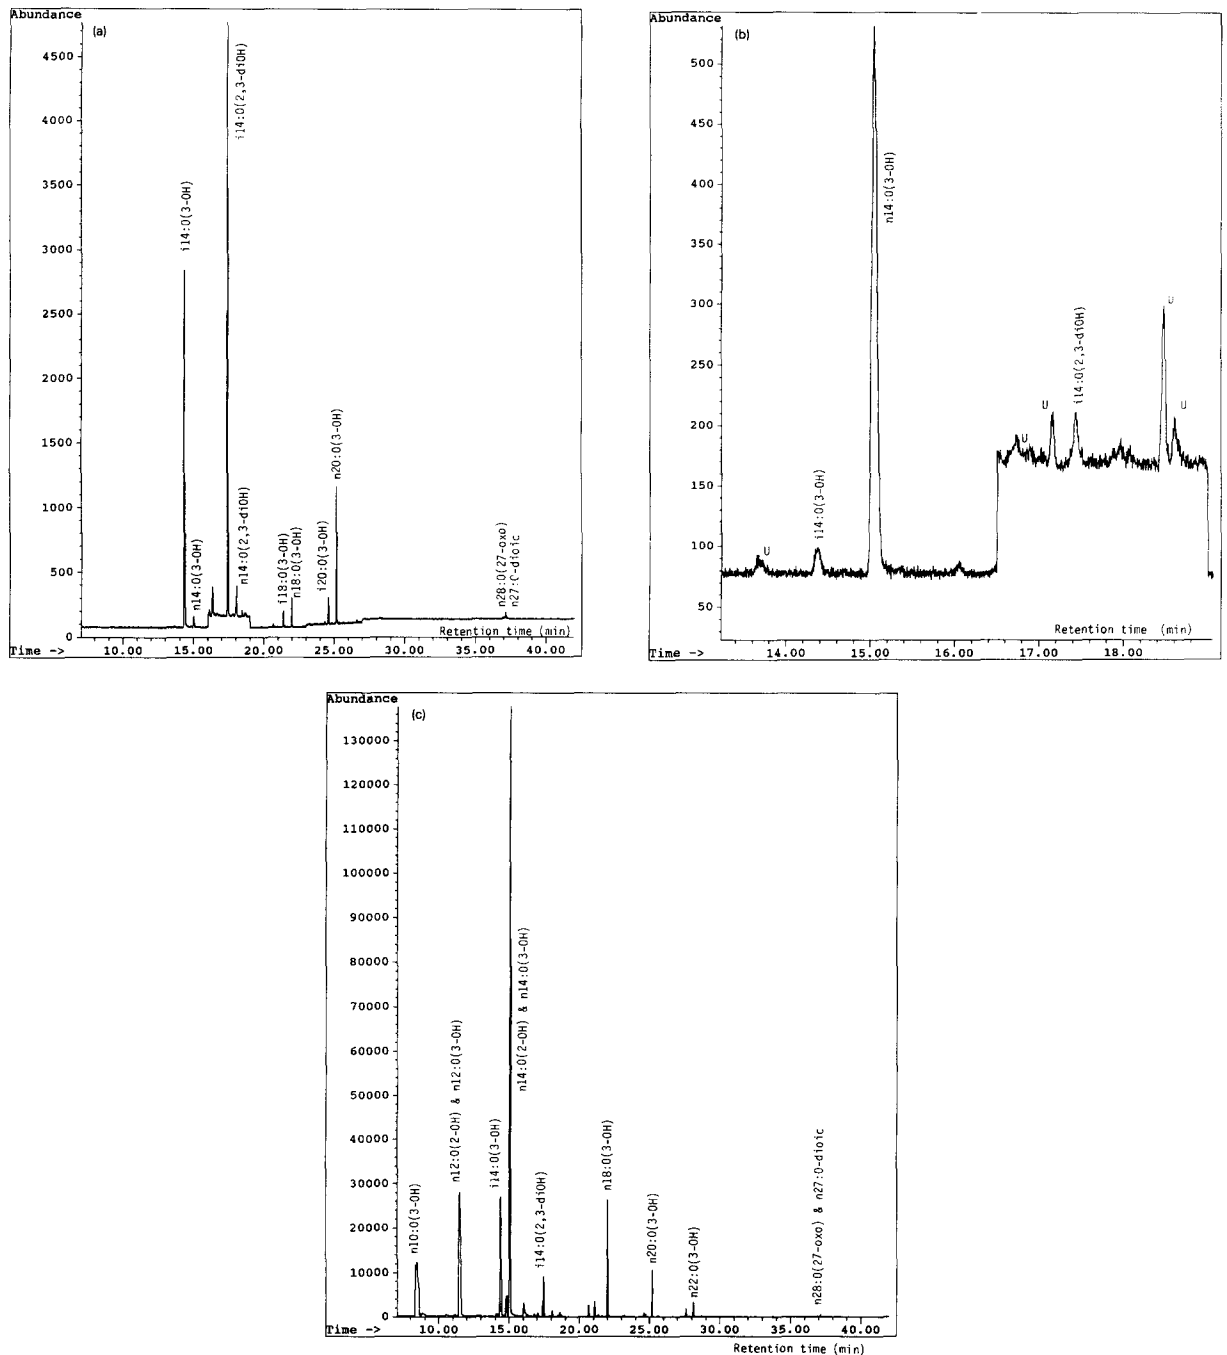 Abundance
(a)
4500
4000
3500
3000
2500
2000
1500
1000
500
0
i14:0(3-OH)
n14:0(3-OH)
i14:0(2,3-diOH)
n14:0(2,3-diOH)
i18:0(3-OH)
n18:0(3-OH)
i20:0(3-OH)
n20:0(3-OH)
n28:0(27-oxo)
n27:0-dioic
Retention time (min)
Time -> 10.00 15.00 20.00 25.00 30.00 35.00 40.00
Abundance
(b)
500
450
400
350
300
250
200
150
100
50
U
i14:0(3-OH)
n14:0(3-OH)
U
U
i14:0(2,3-diOH)
U
U
Retention time (min)
Time -> 14.00 15.00 16.00 17.00 18.00
Abundance
(c)
130000
120000
110000
100000
90000
80000
70000
60000
50000
40000
30000
20000
10000
0
n10:0(3-OH)
n12:0(2-OH) & n12:0(3-OH)
i14:0(3-OH)
n14:0(2-OH) & n14:0(3-OH)
i14:0(2,3-diOH)
n18:0(3-OH)
n20:0(3-OH)
n22:0(3-OH)
n28:0(27-oxo) & n27:0-dioic
Time -> 10.00 15.00 20.00 25.00 30.00 35.00 40.00
Retention time (min)